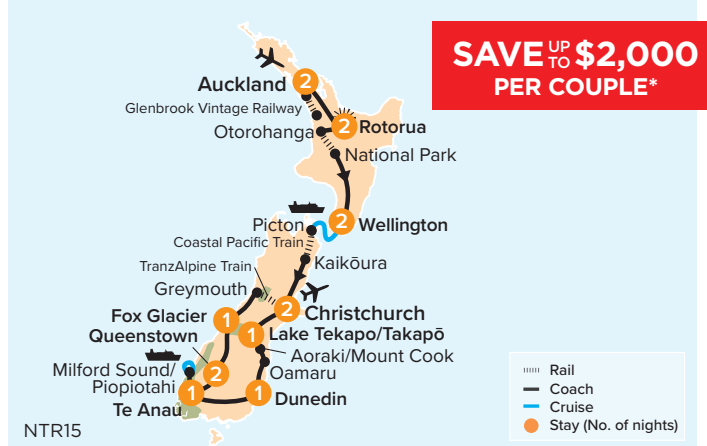 SAVE UP TO $2,000
PER COUPLE*
Auckland
2
Glenbrook Vintage Railway
Otorohanga
2
Rotorua
National Park
Picton
2
Wellington
Coastal Pacific Train
Kaikōura
TranzAlpine Train
Greymouth
2
Christchurch
Fox Glacier
1
Queenstown
1
Lake Tekapo/Takapō
Aoraki/Mount Cook
Milford Sound/
Piopiotahi
2
Oamaru
1
1
Dunedin
Te Anau
NTR15
Rail
Coach
Cruise
Stay (No. of nights)